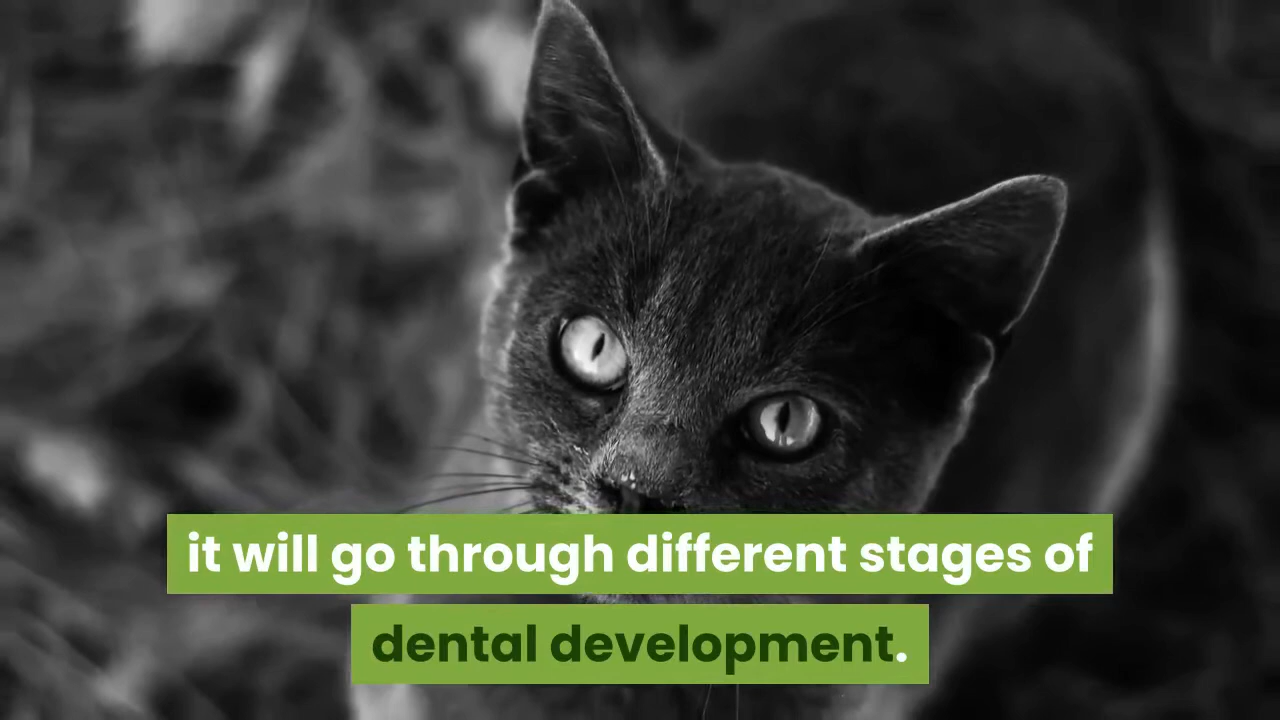 it will go through different stages of
dental development.